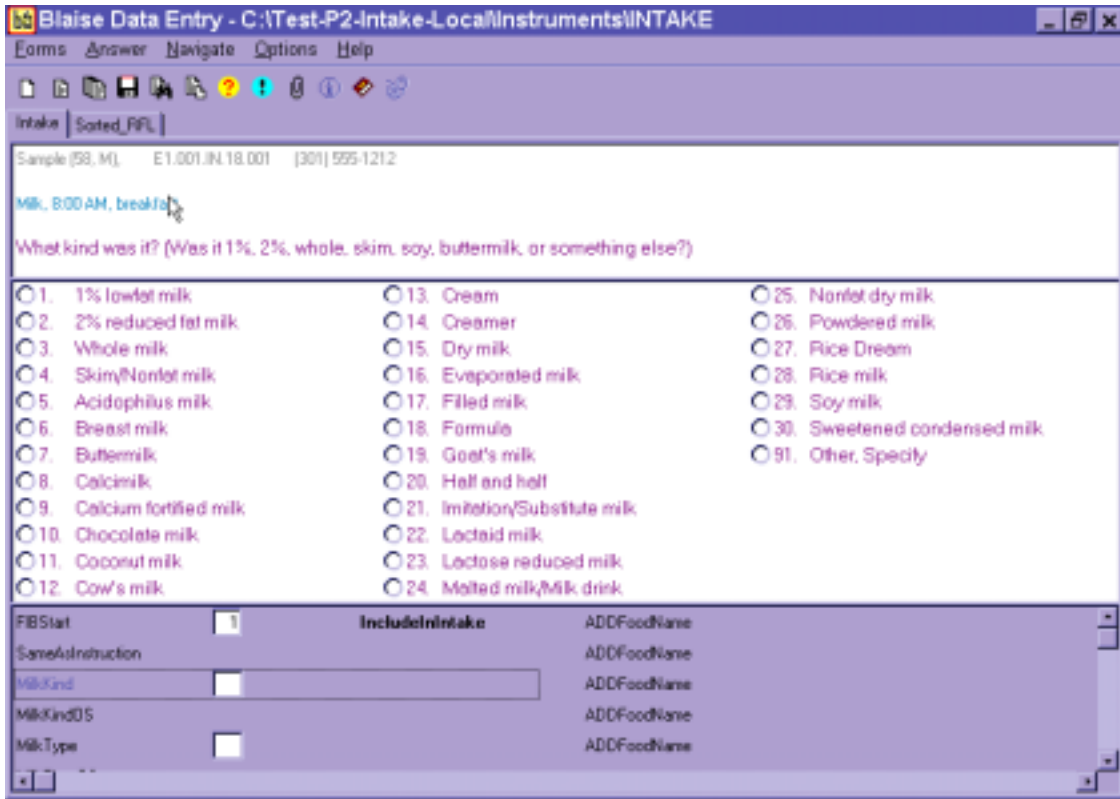 Blaise Data Entry - C:\Test-P2-Intake-Local\Instruments\INTAKE
Forms Answer Navigate Options Help
Intake Sorted_RFL
Sample (58, M), E1.001.IN.18.001 (301) 555-1212
Milk, 8:00 AM, breakfa
What kind was it? (Was it 1%, 2%, whole, skim, soy, buttermilk, or something else?)
1. 1% lowfat milk
2. 2% reduced fat milk
3. Whole milk
4. Skim/Nonfat milk
5. Acidophilus milk
6. Breast milk
7. Buttermilk
8. Calcimilk
9. Calcium fortified milk
10. Chocolate milk
11. Coconut milk
12. Cow's milk
13. Cream
14. Creamer
15. Dry milk
16. Evaporated milk
17. Filled milk
18. Formula
19. Goat's milk
20. Half and half
21. Imitation/Substitute milk
22. Lactaid milk
23. Lactose reduced milk
24. Malted milk/Milk drink
25. Nonfat dry milk
26. Powdered milk
27. Rice Dream
28. Rice milk
29. Soy milk
30. Sweetened condensed milk
91. Other, Specify
FIBStart 1 IncludeInIntake ADDFoodName
SameAsInstruction ADDFoodName
MilkKind ADDFoodName
MilkKindOS ADDFoodName
MilkType ADDFoodName